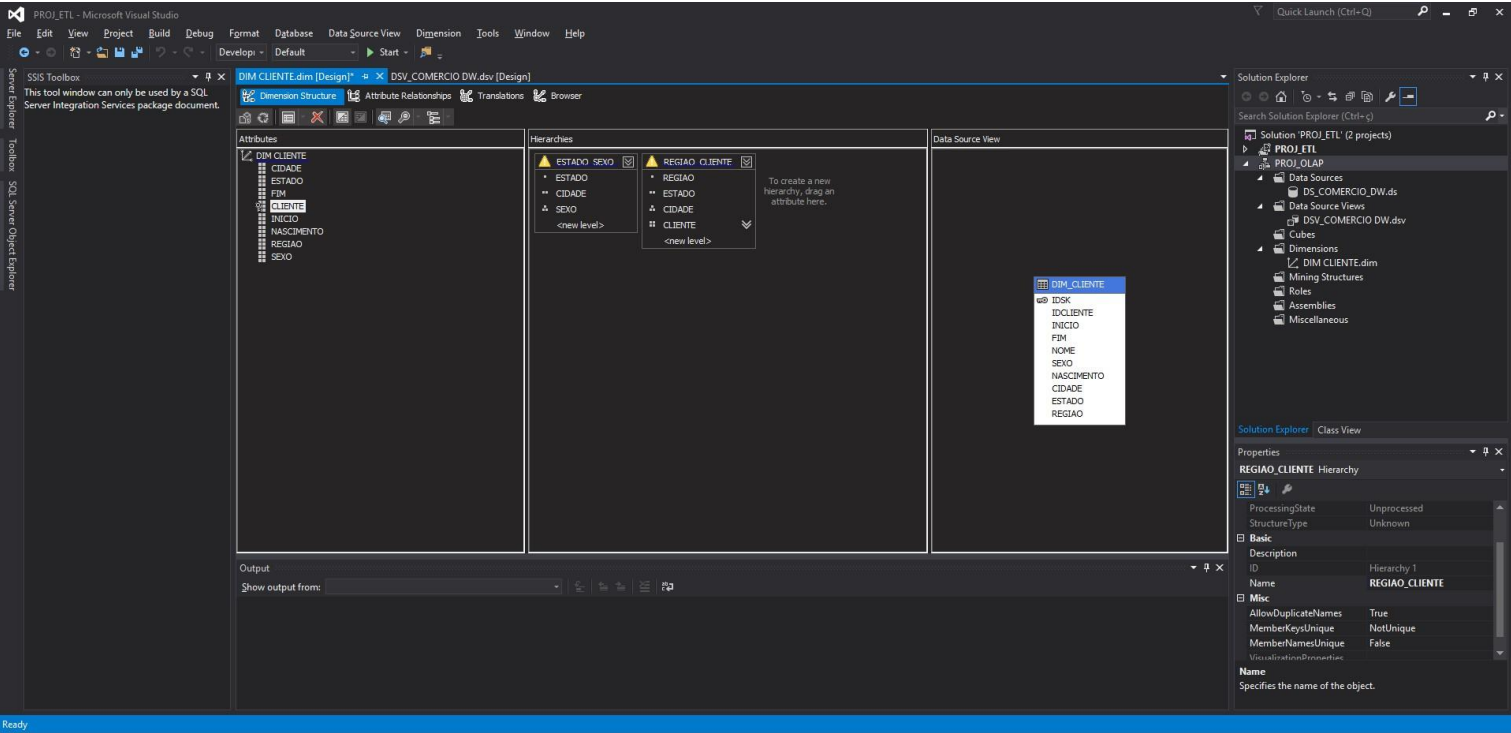 PROJ_ETL - Microsoft Visual Studio
Quick Launch (Ctrl+Q)
File Edit View Project Build Debug Format Database Data Source View Dimension Tools Window Help
Developi Default Start
Server Explorer
Toolbox
SQL Server Object Explorer
SSIS Toolbox
This tool window can only be used by a SQL
Server Integration Services package document.
DIM CLIENTE.dim [Design]* DSV_COMERCIO DW.dsv [Design]
Dimension Structure Attribute Relationships Translations Browser
Attributes
DIM CLIENTE
CIDADE
ESTADO
FIM
CLIENTE
INICIO
NASCIMENTO
REGIAO
SEXO
Hierarchies
ESTADO_SEXO
ESTADO
CIDADE
SEXO
<new level>
REGIAO_CLIENTE
REGIAO
ESTADO
CIDADE
CLIENTE
<new level>
To create a new
hierarchy, drag an
attribute here.
Data Source View
DIM_CLIENTE
IDSK
IDCLIENTE
INICIO
FIM
NOME
SEXO
NASCIMENTO
CIDADE
ESTADO
REGIAO
Output
Show output from:
Solution Explorer
Search Solution Explorer (Ctrl+ç)
Solution 'PROJ_ETL' (2 projects)
PROJ_ETL
PROJ_OLAP
Data Sources
DS_COMERCIO_DW.ds
Data Source Views
DSV_COMERCIO DW.dsv
Cubes
Dimensions
DIM CLIENTE.dim
Mining Structures
Roles
Assemblies
Miscellaneous
Solution Explorer Class View
Properties
REGIAO_CLIENTE Hierarchy
ProcessingState Unprocessed
StructureType Unknown
Basic
Description
ID Hierarchy 1
Name REGIAO_CLIENTE
Misc
AllowDuplicateNames True
MemberKeysUnique NotUnique
MemberNamesUnique False
VisualizationProperties
Name
Specifies the name of the object.
Ready